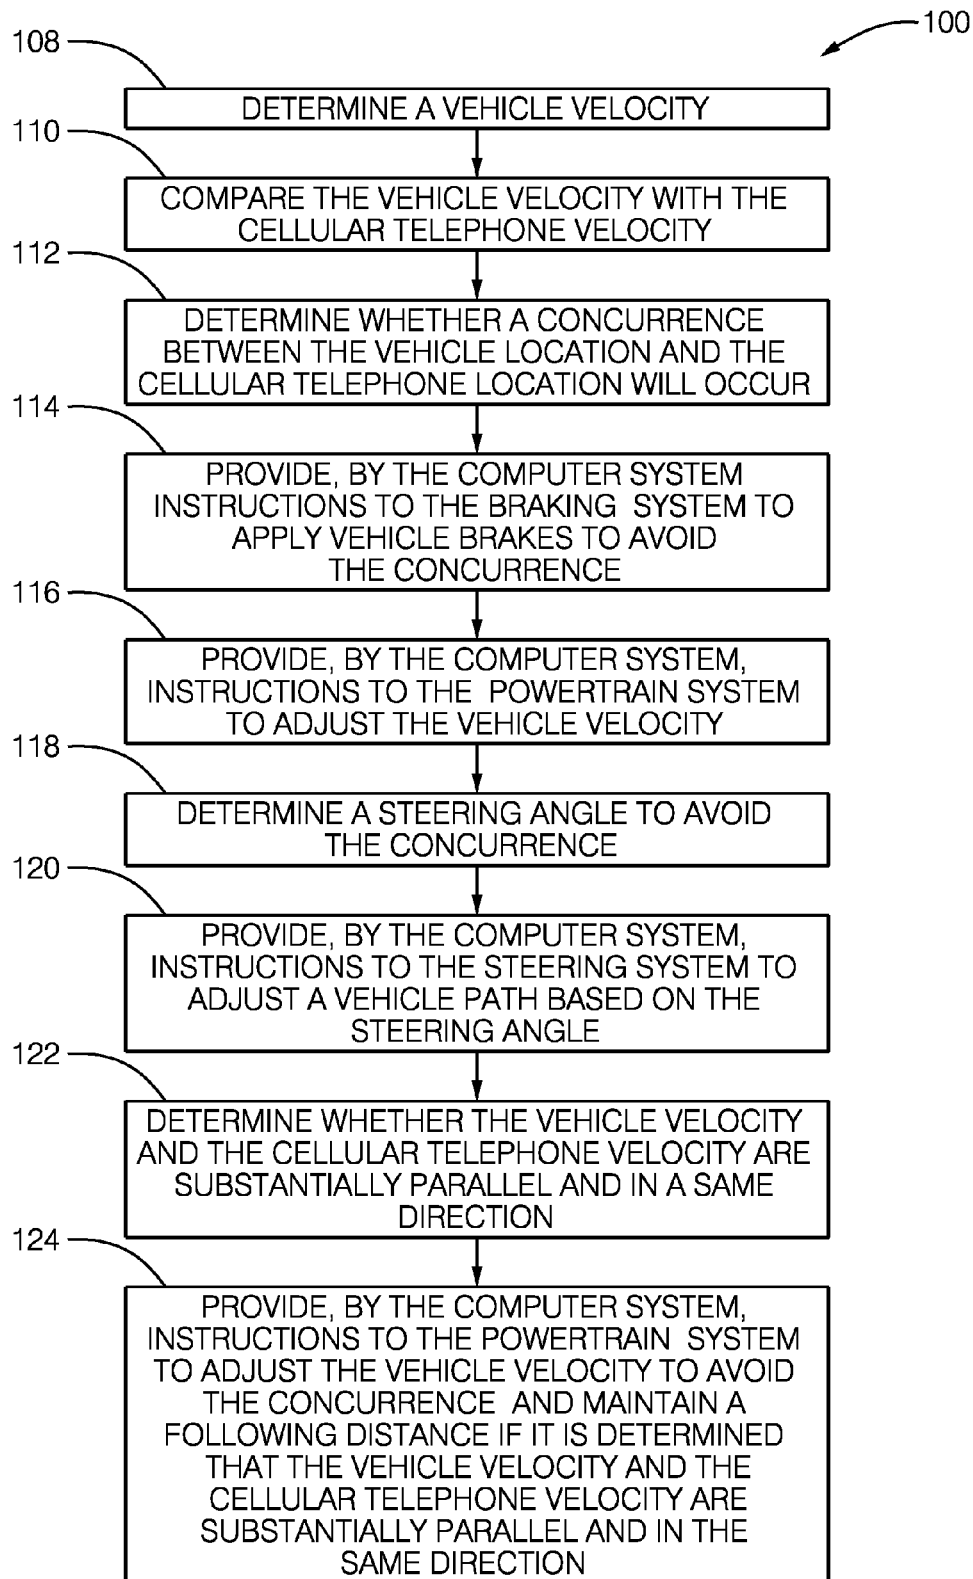 100
108
DETERMINE A VEHICLE VELOCITY
110
COMPARE THE VEHICLE VELOCITY WITH THE
CELLULAR TELEPHONE VELOCITY
112
DETERMINE WHETHER A CONCURRENCE
BETWEEN THE VEHICLE LOCATION AND THE
CELLULAR TELEPHONE LOCATION WILL OCCUR
114
PROVIDE, BY THE COMPUTER SYSTEM
INSTRUCTIONS TO THE BRAKING SYSTEM TO
APPLY VEHICLE BRAKES TO AVOID
THE CONCURRENCE
116
PROVIDE, BY THE COMPUTER SYSTEM,
INSTRUCTIONS TO THE POWERTRAIN SYSTEM
TO ADJUST THE VEHICLE VELOCITY
118
DETERMINE A STEERING ANGLE TO AVOID
THE CONCURRENCE
120
PROVIDE, BY THE COMPUTER SYSTEM,
INSTRUCTIONS TO THE STEERING SYSTEM TO
ADJUST A VEHICLE PATH BASED ON THE
STEERING ANGLE
122
DETERMINE WHETHER THE VEHICLE VELOCITY
AND THE CELLULAR TELEPHONE VELOCITY ARE
SUBSTANTIALLY PARALLEL AND IN A SAME
DIRECTION
124
PROVIDE, BY THE COMPUTER SYSTEM,
INSTRUCTIONS TO THE POWERTRAIN SYSTEM
TO ADJUST THE VEHICLE VELOCITY TO AVOID
THE CONCURRENCE AND MAINTAIN A
FOLLOWING DISTANCE IF IT IS DETERMINED
THAT THE VEHICLE VELOCITY AND THE
CELLULAR TELEPHONE VELOCITY ARE
SUBSTANTIALLY PARALLEL AND IN THE
SAME DIRECTION